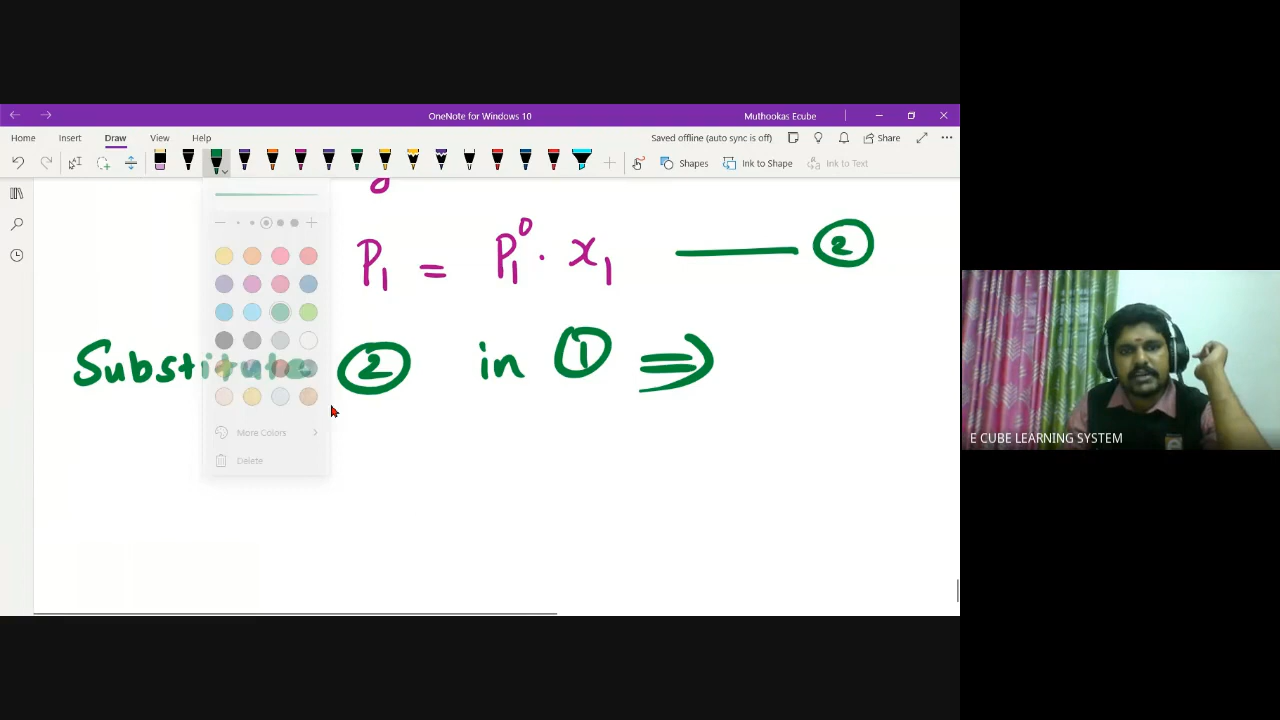 OneNote for Windows 10
Muthookas Ecube
Home Insert Draw View Help
Saved offline (auto sync is off)
Share
Shapes
Ink to Shape
Ink to Text
P₁ = P₁⁰ · x₁ —— ②
Substitute ② in ① ⇒
More Colors
Delete
E CUBE LEARNING SYSTEM